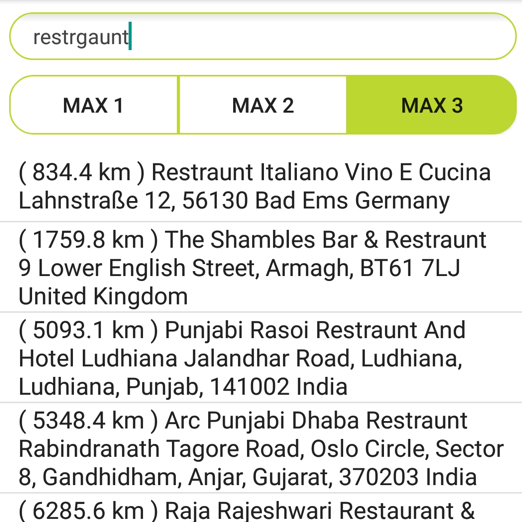 restrgaunt
MAX 1 MAX 2 MAX 3
( 834.4 km ) Restraunt Italiano Vino E Cucina
Lahnstraße 12, 56130 Bad Ems Germany
( 1759.8 km ) The Shambles Bar & Restraunt
9 Lower English Street, Armagh, BT61 7LJ
United Kingdom
( 5093.1 km ) Punjabi Rasoi Restraunt And
Hotel Ludhiana Jalandhar Road, Ludhiana,
Ludhiana, Punjab, 141002 India
( 5348.4 km ) Arc Punjabi Dhaba Restraunt
Rabindranath Tagore Road, Oslo Circle, Sector
8, Gandhidham, Anjar, Gujarat, 370203 India
( 6285.6 km ) Raja Rajeshwari Restaurant &